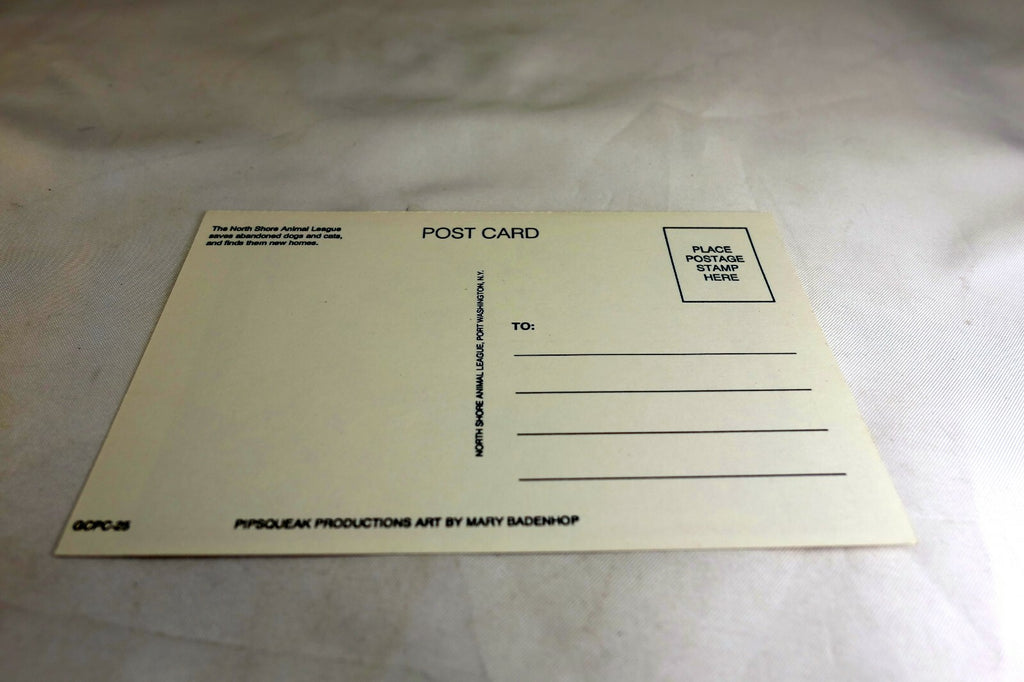 The North Shore Animal League
saves abandoned dogs and cats,
and finds them new homes.
POST CARD
PLACE
POSTAGE
STAMP
HERE
NORTH SHORE ANIMAL LEAGUE, PORT WASHINGTON, N.Y.
TO:
GCPC-25
PIPSQUEAK PRODUCTIONS ART BY MARY BADENHOP